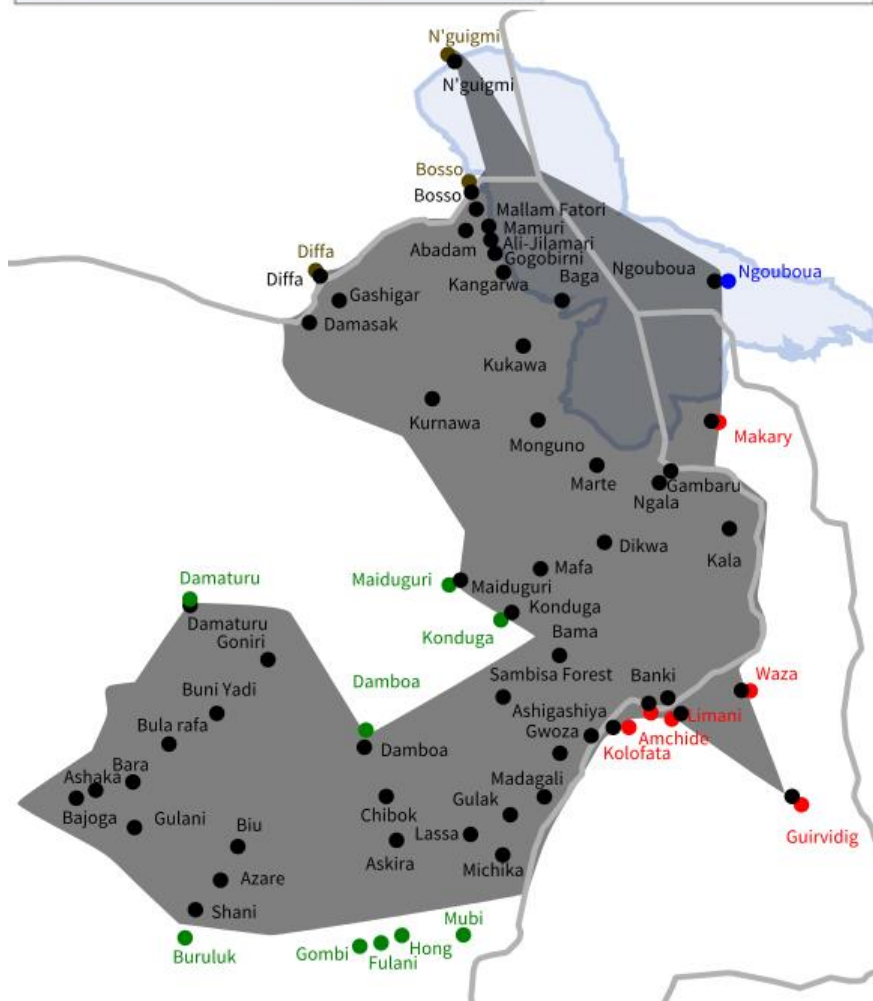 N'guigmi
N'guigmi
Bosso
Bosso
Mallam Fatori
Mamuri
Abadam
Ali-Jilamari
Gogobirni
Diffa
Diffa
Kangarwa
Baga
Ngouboua
Ngouboua
Gashigar
Damasak
Kukawa
Kurnawa
Monguno
Makary
Marte
Gambaru
Ngala
Dikwa
Kala
Mafa
Damaturu
Maiduguri
Maiduguri
Damaturu
Konduga
Konduga
Goniri
Bama
Damboa
Sambisa Forest
Banki
Waza
Buni Yadi
Ashigashiya
Limani
Bula rafa
Gwoza
Amchide
Damboa
Kolofata
Bara
Ashaka
Madagali
Bajoga
Chibok
Gulak
Gulani
Biu
Lassa
Guirvidig
Askira
Michika
Azare
Shani
Mubi
Buruluk
Gombi
Hong
Fulani